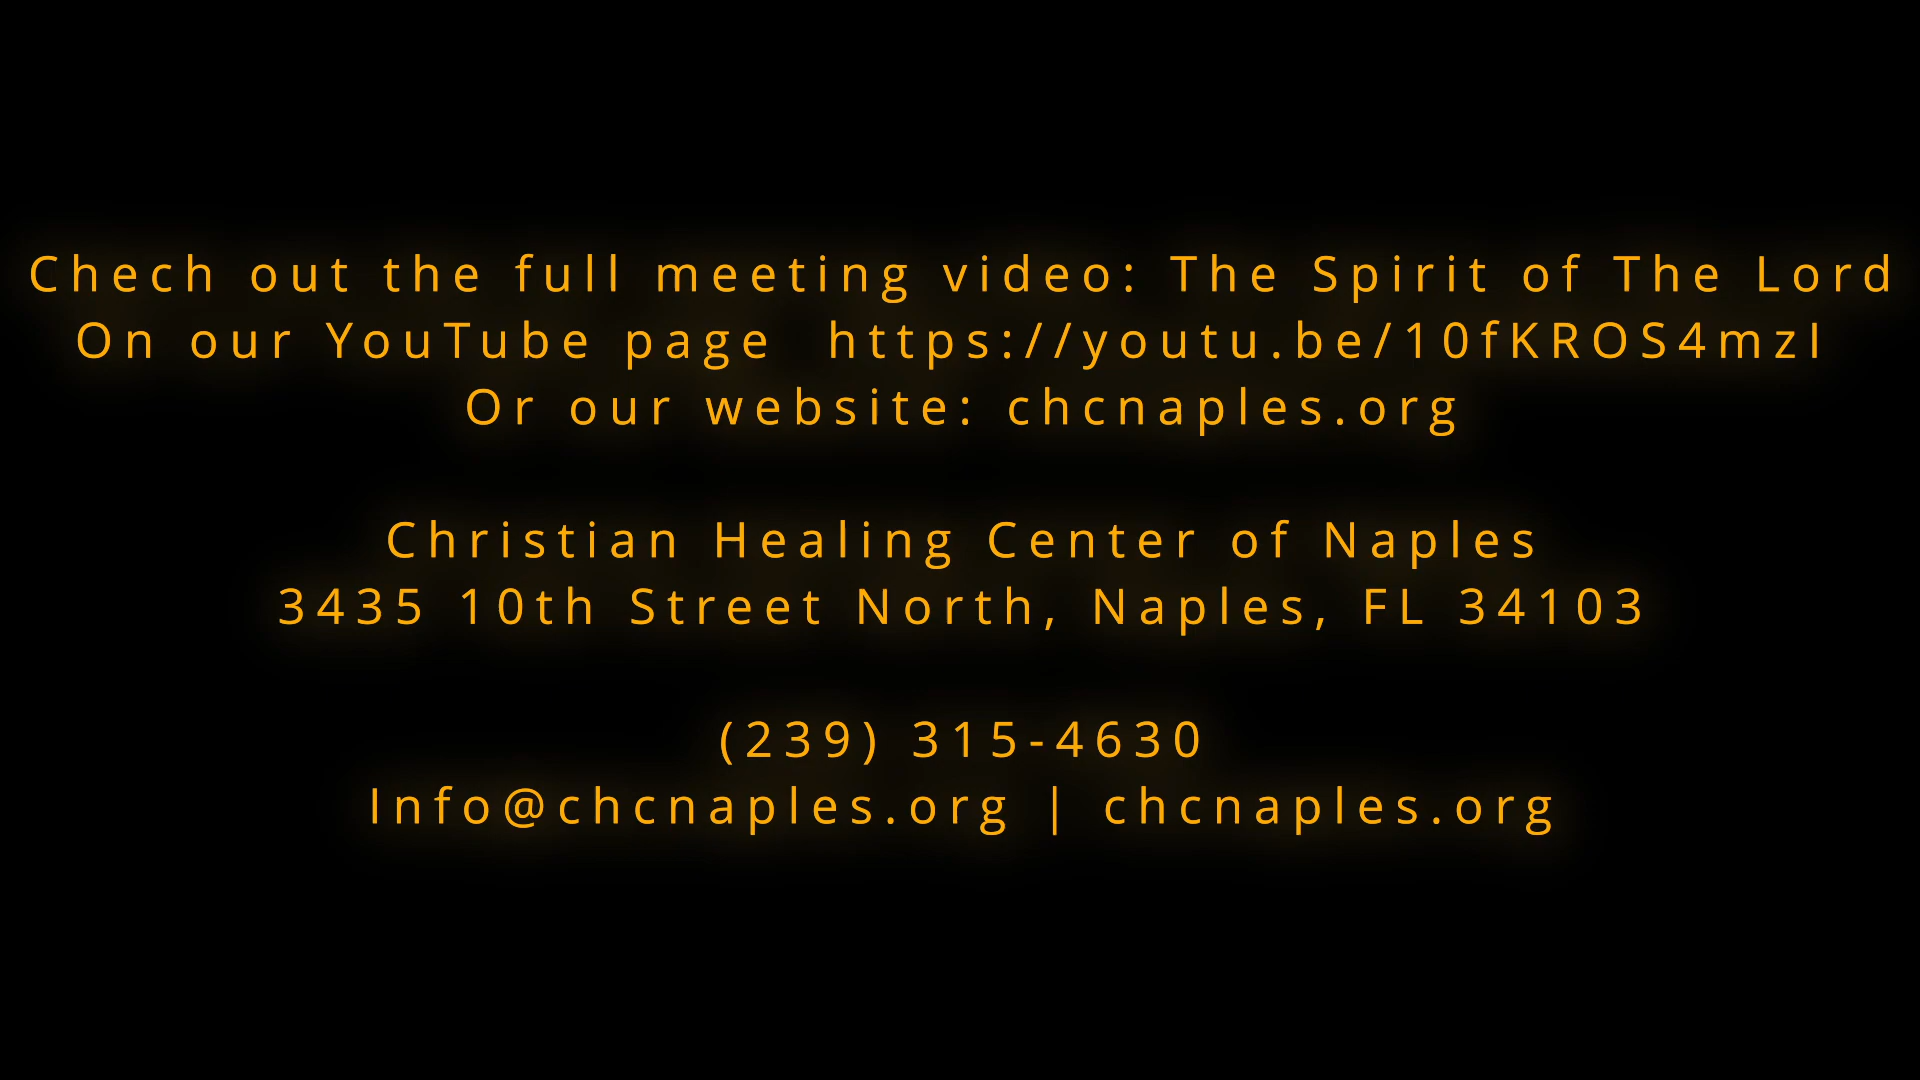 Chech out the full meeting video: The Spirit of The Lord
On our YouTube page  https://youtu.be/10fKROS4mzI
Or our website: chcnaples.org
Christian Healing Center of Naples
3435 10th Street North, Naples, FL 34103
(239) 315-4630
Info@chcnaples.org | chcnaples.org